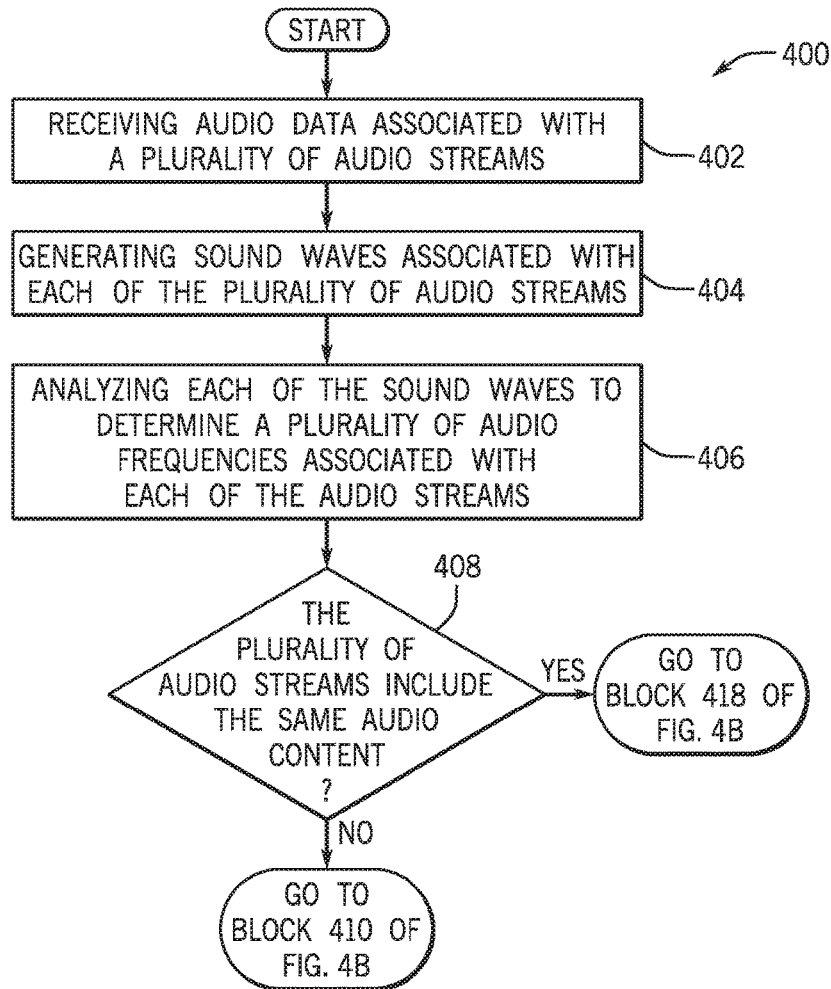 START
400
RECEIVING AUDIO DATA ASSOCIATED WITH
A PLURALITY OF AUDIO STREAMS
402
GENERATING SOUND WAVES ASSOCIATED WITH
EACH OF THE PLURALITY OF AUDIO STREAMS
404
ANALYZING EACH OF THE SOUND WAVES TO
DETERMINE A PLURALITY OF AUDIO
FREQUENCIES ASSOCIATED WITH
EACH OF THE AUDIO STREAMS
406
408
THE
PLURALITY OF
AUDIO STREAMS INCLUDE
THE SAME AUDIO
CONTENT
?
YES
GO TO
BLOCK 418 OF
FIG. 4B
NO
GO TO
BLOCK 410 OF
FIG. 4B